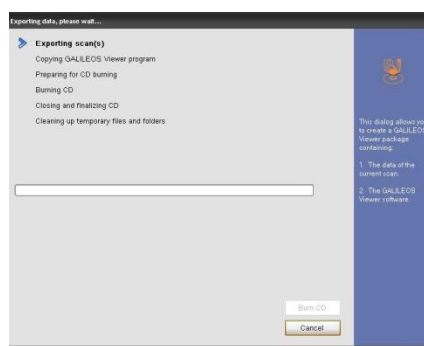 Exporting data, please wait...
Exporting scan(s)
Copying GALILEOS Viewer program
Preparing for CD burning
Burning CD
Closing and finalizing CD
Cleaning up temporary files and folders
This dialog allows yo
to create a GALILEOS
Viewer package
containing:
1. The data of the
current scan.
2. The GALILEOS
Viewer software.
Burn CD
Cancel